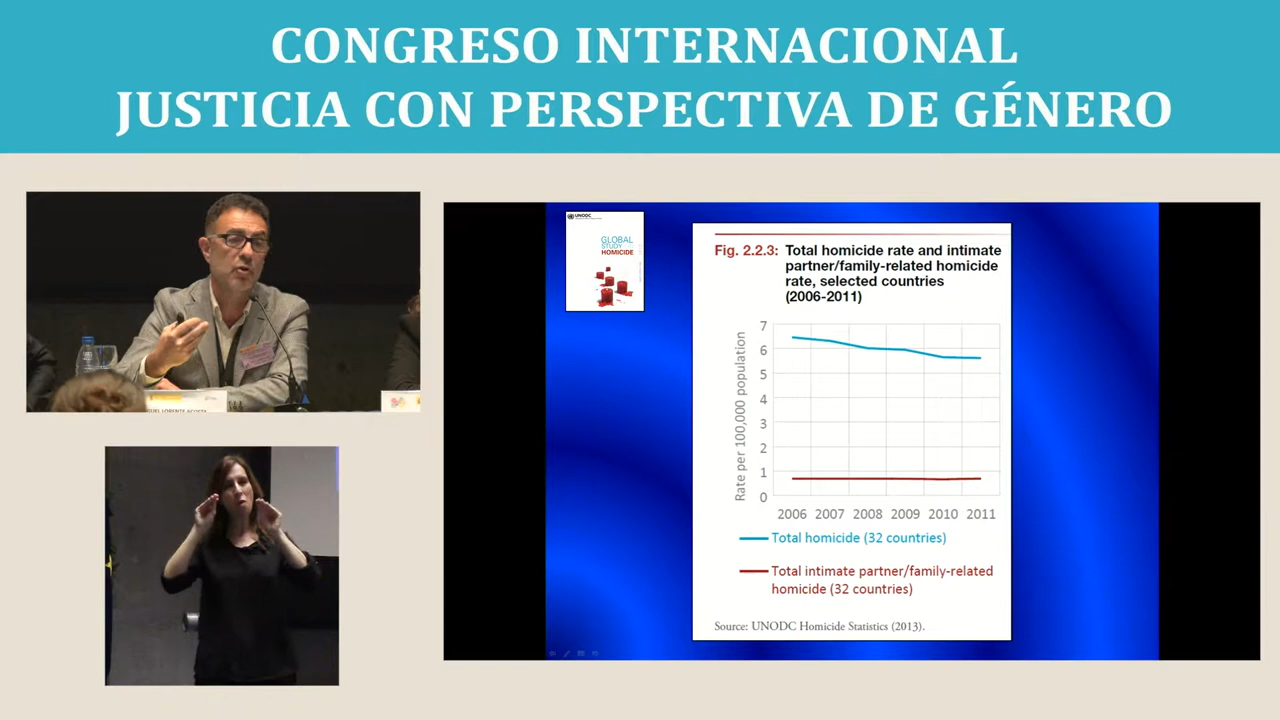 CONGRESO INTERNACIONAL
JUSTICIA CON PERSPECTIVA DE GÉNERO
UNODC
GLOBAL
STUDY
HOMICIDE
Fig. 2.2.3: Total homicide rate and intimate
partner/family-related homicide
rate, selected countries
(2006-2011)
Rate per 100,000 population
7
6
5
4
3
2
1
0
2006 2007 2008 2009 2010 2011
Total homicide (32 countries)
Total intimate partner/family-related
homicide (32 countries)
Source: UNODC Homicide Statistics (2013).